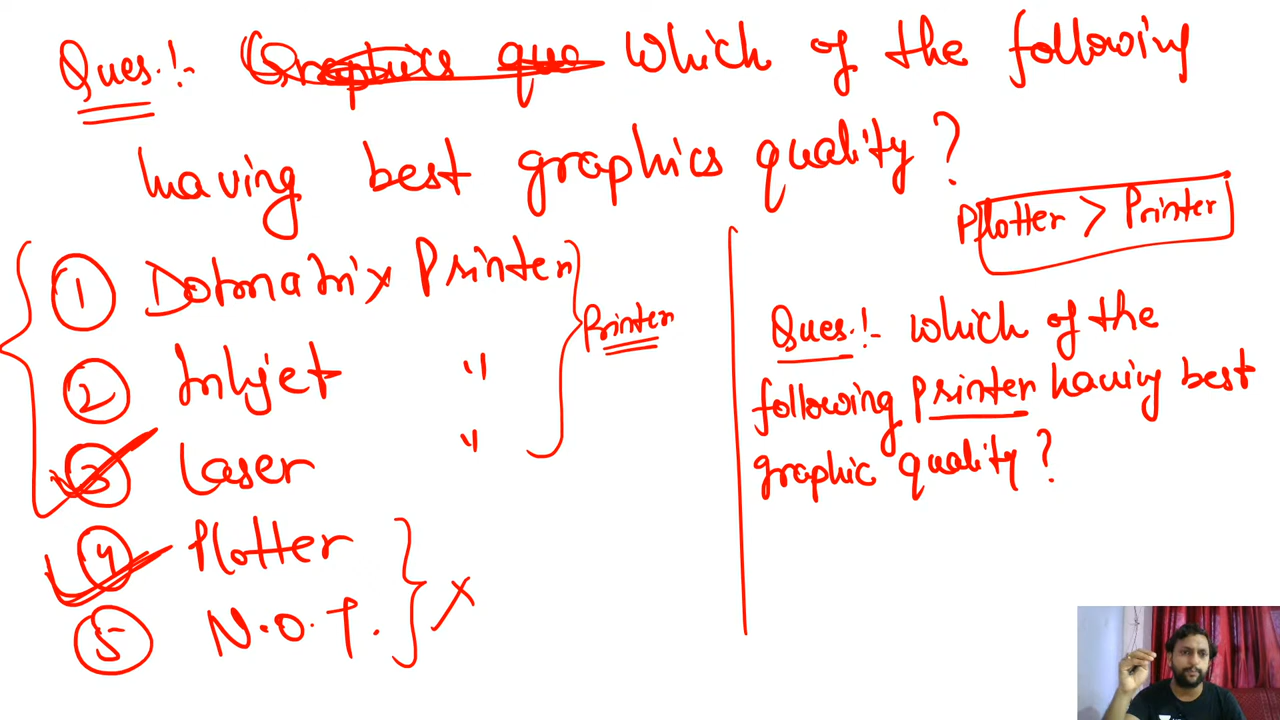 Ques:- Graphics que Which of the following
having best graphics quality?
① Dotmatrix Printer
② Inkjet "
③ Laser "
④ Plotter
⑤ N.O.T.
Printer
X
Plotter > Printer
Ques:- which of the
following printer having best
graphic quality?